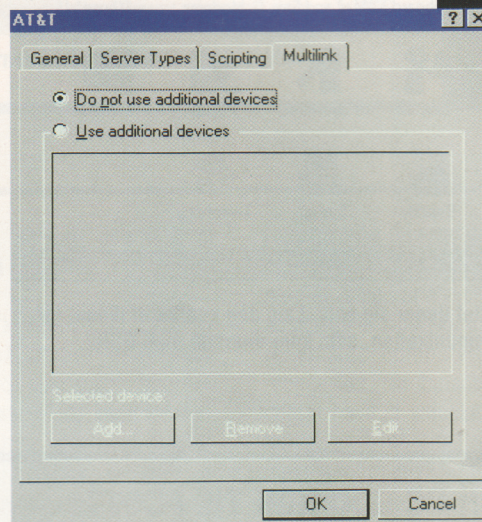 AT&T
General Server Types Scripting Multilink
Do not use additional devices
Use additional devices
Selected device:
Add... Remove Edit...
OK Cancel